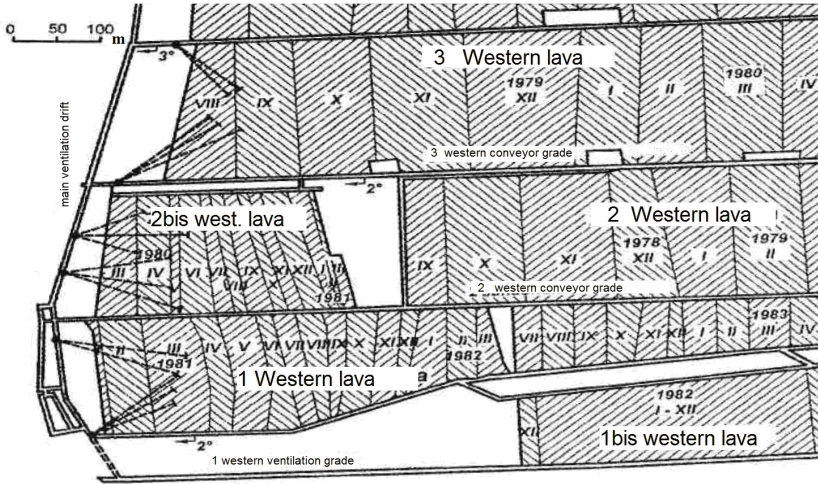 0 50 100 m
3°
3 Western lava
1979
XII
1980
III
VIII IX X XI I II IV
3 western conveyor grade
main ventilation drift
2°
2bis west. lava
1980
III IV VI VII VIII IX X XI XII I II
1981
2 Western lava
1978
XII
1979
II
IX X XI I
2 western conveyor grade
II III
1981
IV V VI VII VIII IX X XI XII I II III
1982
1983
III
VII VIII IX X XI XII I II IV
1 Western lava
a
1982
I - XII
XII
1bis western lava
2°
1 western ventilation grade